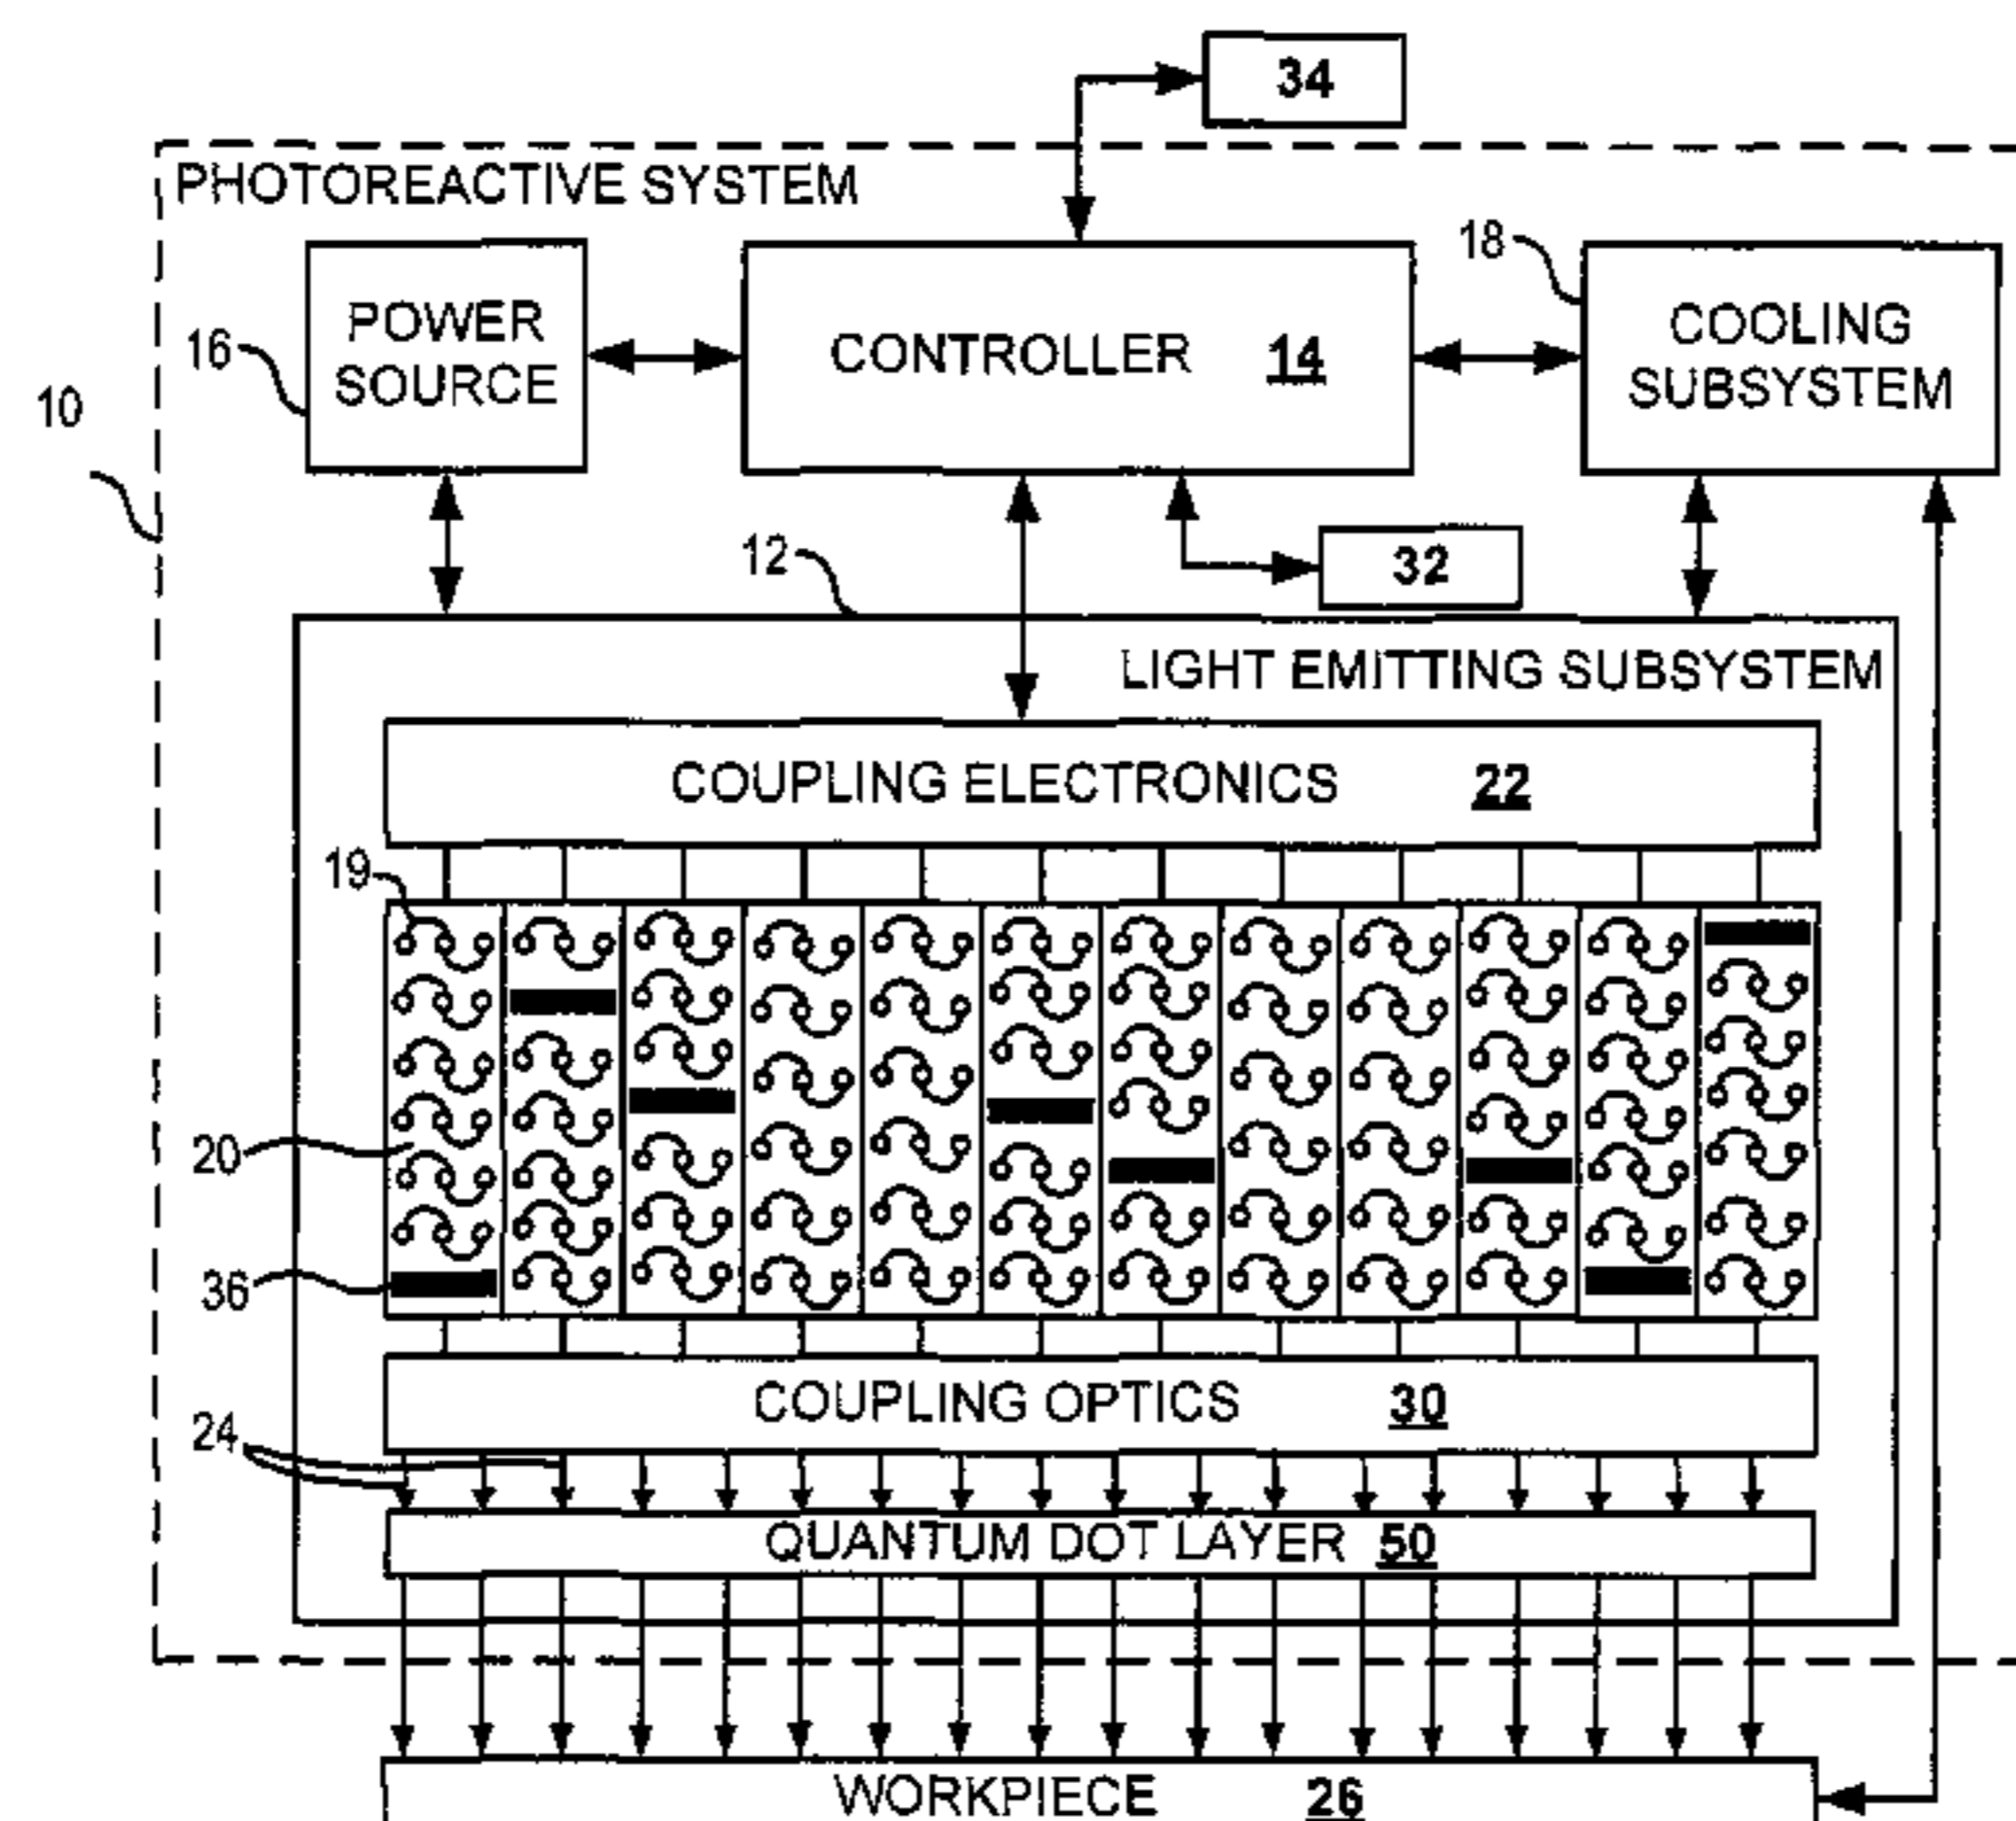 34
PHOTOREACTIVE SYSTEM
18
POWER
SOURCE
CONTROLLER 14
COOLING
SUBSYSTEM
16
10
12
32
LIGHT EMITTING SUBSYSTEM
COUPLING ELECTRONICS 22
19
20
36
COUPLING OPTICS 30
24
QUANTUM DOT LAYER 50
WORKPIECE 26